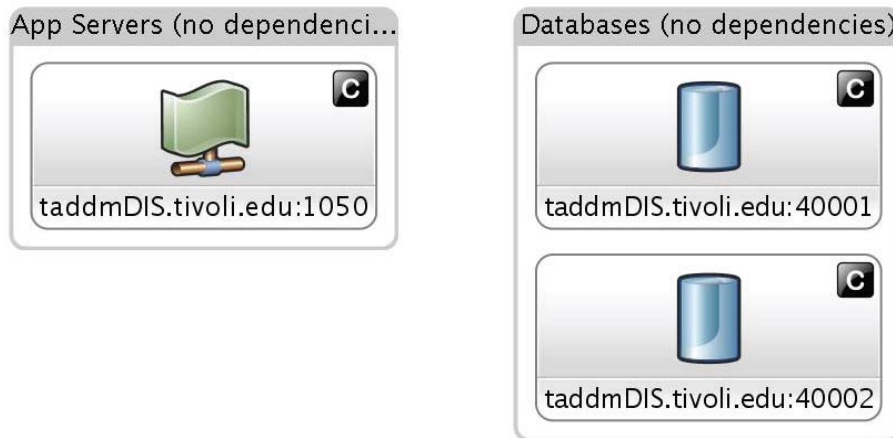 App Servers (no dependenci...
C
taddmDIS.tivoli.edu:1050
Databases (no dependencies)
C
taddmDIS.tivoli.edu:40001
C
taddmDIS.tivoli.edu:40002